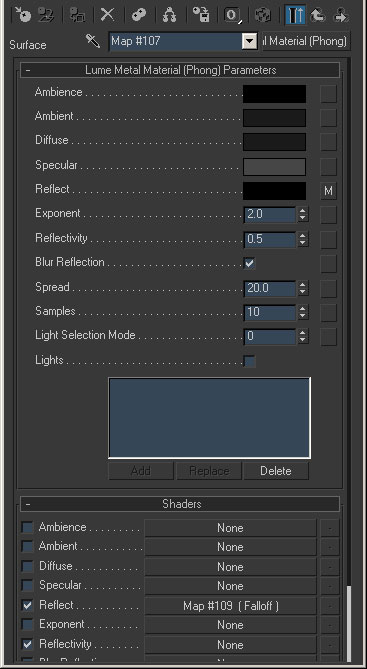 Surface Map #107 il Material (Phong)
- Lume Metal Material (Phong) Parameters
Ambience
Ambient
Diffuse
Specular
Reflect M
Exponent 2.0
Reflectivity 0.5
Blur Reflection
Spread 20.0
Samples 10
Light Selection Mode 0
Lights
Add Replace Delete
- Shaders
Ambience None
Ambient None
Diffuse None
Specular None
Reflect Map #109 ( Falloff )
Exponent None
Reflectivity None